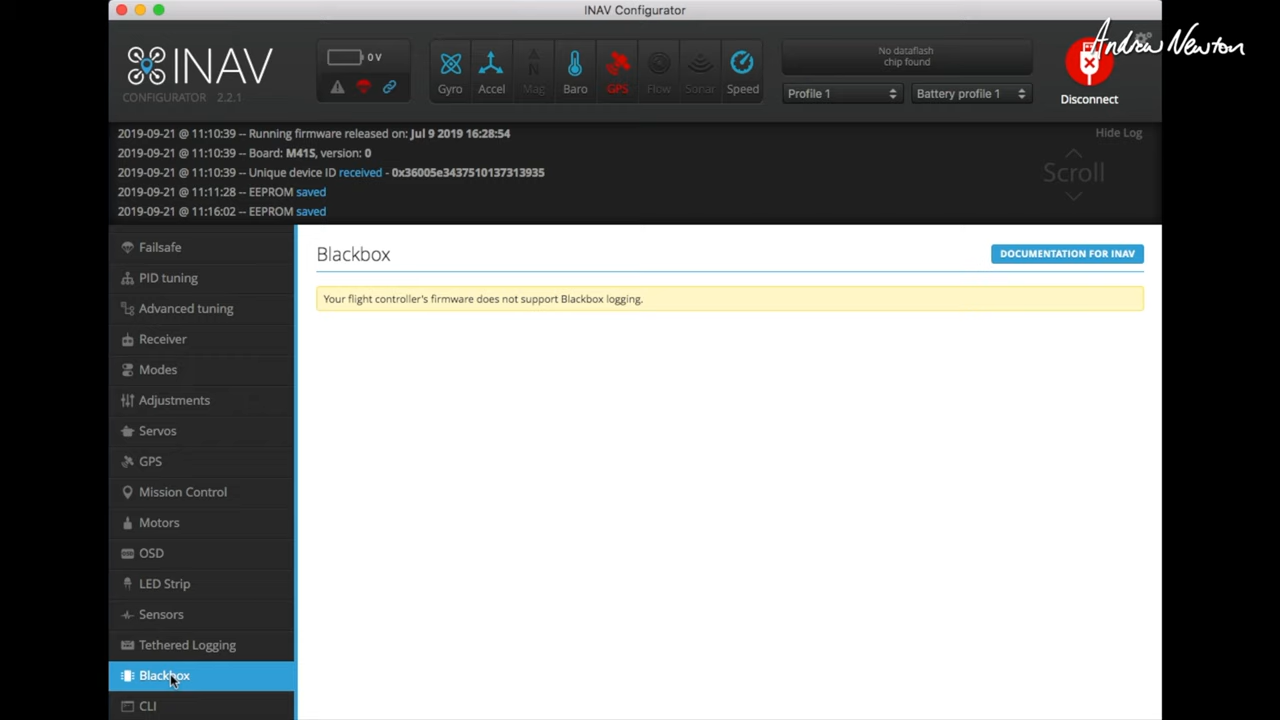 INAV Configurator
Andrew Newton
INAV
CONFIGURATOR 2.2.1
0 V
Gyro
Accel
Mag
Baro
GPS
Flow
Sonar
Speed
No dataflash
chip found
Profile 1
Battery profile 1
Disconnect
2019-09-21 @ 11:10:39 -- Running firmware released on: Jul 9 2019 16:28:54
Hide Log
2019-09-21 @ 11:10:39 -- Board: M41S, version: 0
2019-09-21 @ 11:10:39 -- Unique device ID received - 0x36005e3437510137313935
Scroll
2019-09-21 @ 11:11:28 -- EEPROM saved
2019-09-21 @ 11:16:02 -- EEPROM saved
Failsafe
PID tuning
Advanced tuning
Receiver
Modes
Adjustments
Servos
GPS
Mission Control
Motors
OSD
LED Strip
Sensors
Tethered Logging
Blackbox
CLI
Blackbox
DOCUMENTATION FOR INAV
Your flight controller's firmware does not support Blackbox logging.